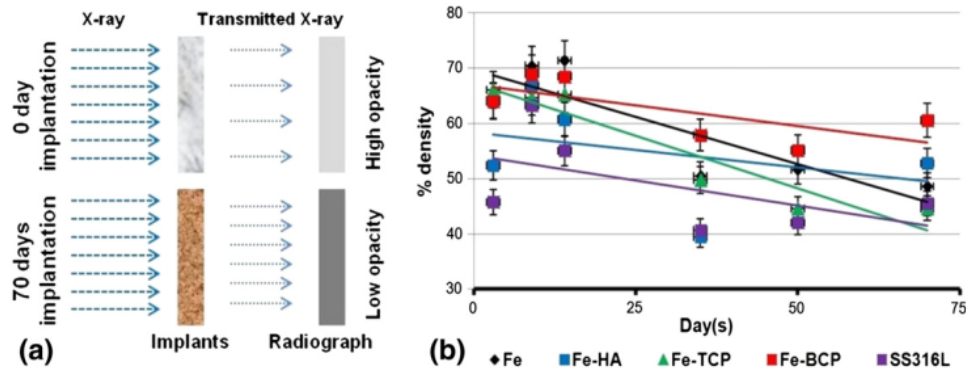 X-ray
Transmitted X-ray
0 day
implantation
High opacity
70 days
implantation
Low opacity
Implants
Radiograph
(a)
80
70
60
50
40
30
% density
0
25
50
75
Day(s)
(b)
Fe
Fe-HA
Fe-TCP
Fe-BCP
SS316L